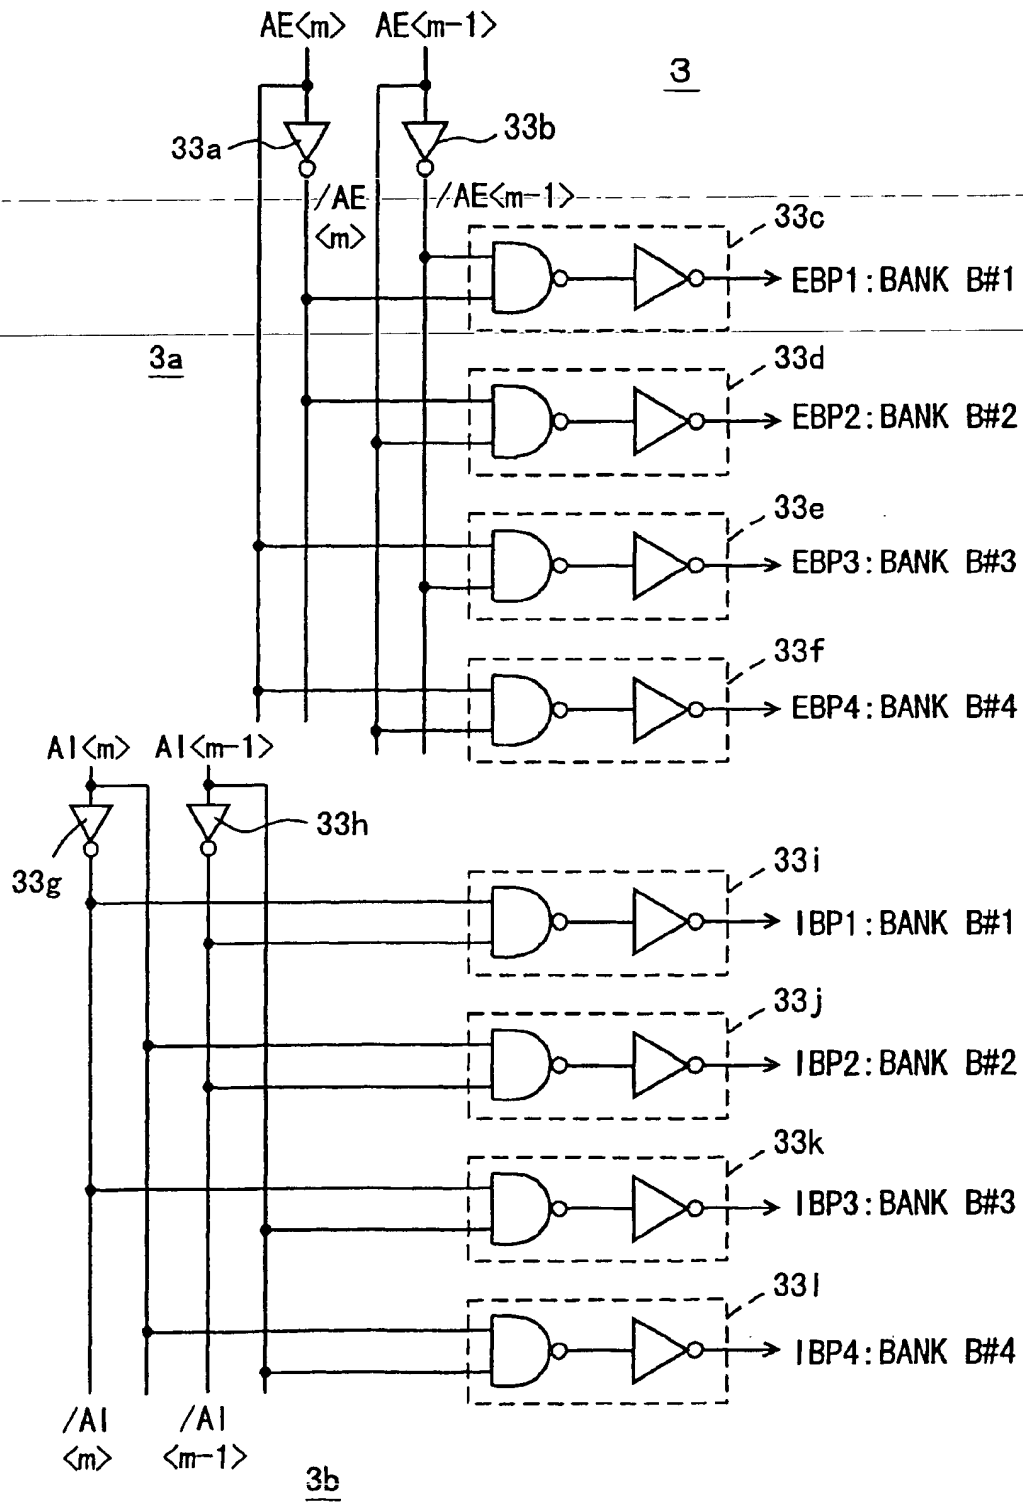 AE<m> AE<m-1>
3
33a 33b
/AE
<m>
/AE<m-1>
33c
EBP1:BANK B#1
3a
33d
EBP2:BANK B#2
33e
EBP3:BANK B#3
33f
EBP4:BANK B#4
AI<m> AI<m-1>
33g 33h
33i
IBP1:BANK B#1
33j
IBP2:BANK B#2
33k
IBP3:BANK B#3
33l
IBP4:BANK B#4
/AI
<m>
/AI
<m-1>
3b